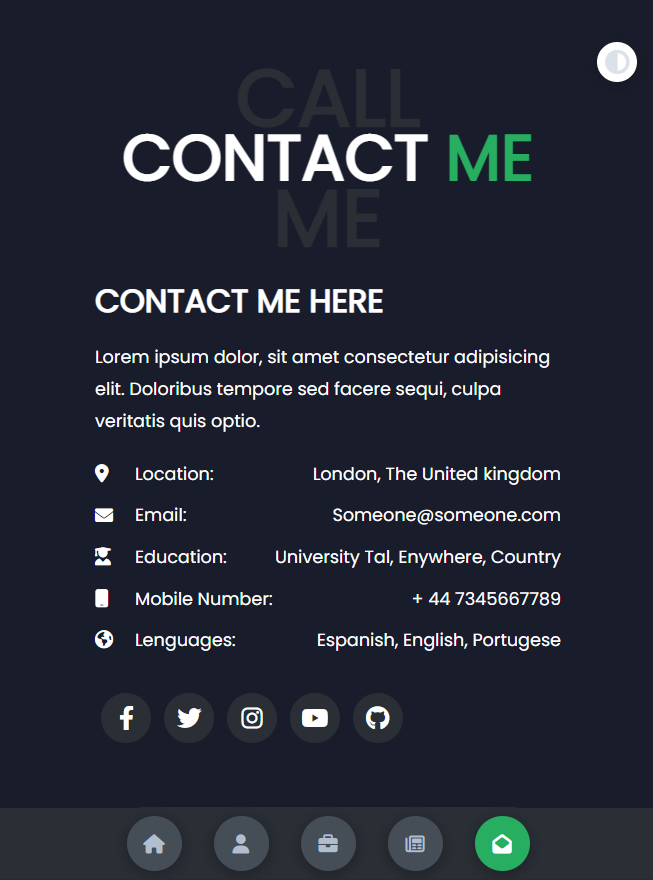 CALL
CONTACT ME
ME
CONTACT ME HERE
Lorem ipsum dolor, sit amet consectetur adipisicing
elit. Doloribus tempore sed facere sequi, culpa
veritatis quis optio.
Location: London, The United kingdom
Email: Someone@someone.com
Education: University Tal, Enywhere, Country
Mobile Number: + 44 7345667789
Lenguages: Espanish, English, Portugese